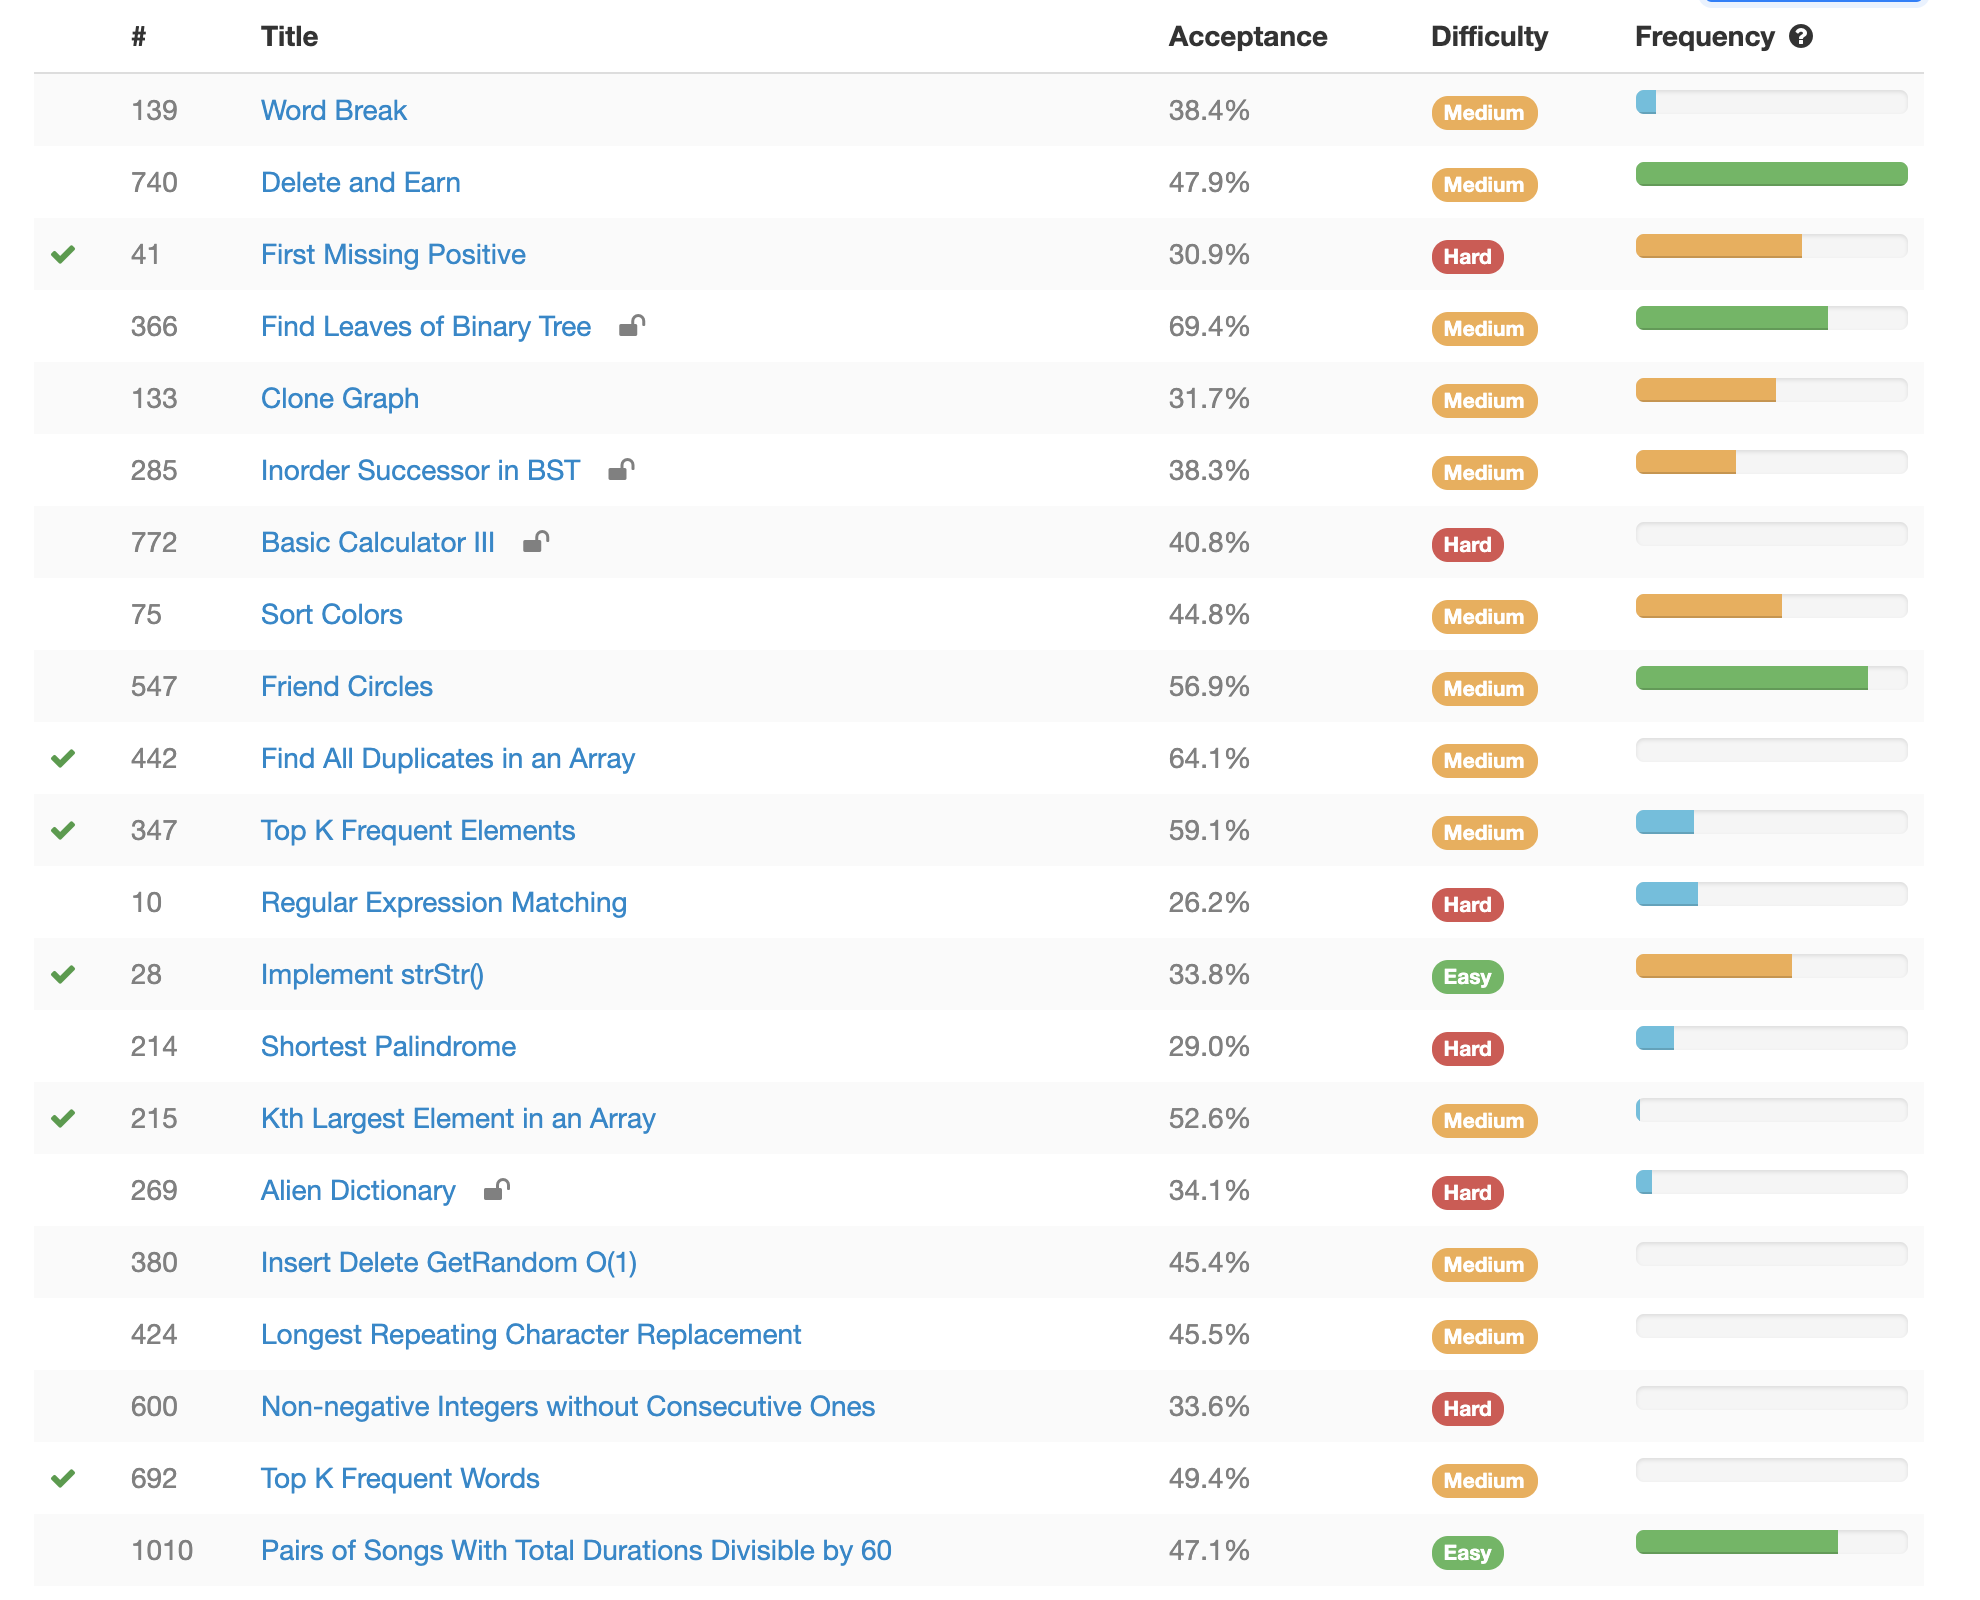 # Title Acceptance Difficulty Frequency
139 Word Break 38.4% Medium
740 Delete and Earn 47.9% Medium
41 First Missing Positive 30.9% Hard
366 Find Leaves of Binary Tree 69.4% Medium
133 Clone Graph 31.7% Medium
285 Inorder Successor in BST 38.3% Medium
772 Basic Calculator III 40.8% Hard
75 Sort Colors 44.8% Medium
547 Friend Circles 56.9% Medium
442 Find All Duplicates in an Array 64.1% Medium
347 Top K Frequent Elements 59.1% Medium
10 Regular Expression Matching 26.2% Hard
28 Implement strStr() 33.8% Easy
214 Shortest Palindrome 29.0% Hard
215 Kth Largest Element in an Array 52.6% Medium
269 Alien Dictionary 34.1% Hard
380 Insert Delete GetRandom O(1) 45.4% Medium
424 Longest Repeating Character Replacement 45.5% Medium
600 Non-negative Integers without Consecutive Ones 33.6% Hard
692 Top K Frequent Words 49.4% Medium
1010 Pairs of Songs With Total Durations Divisible by 60 47.1% Easy